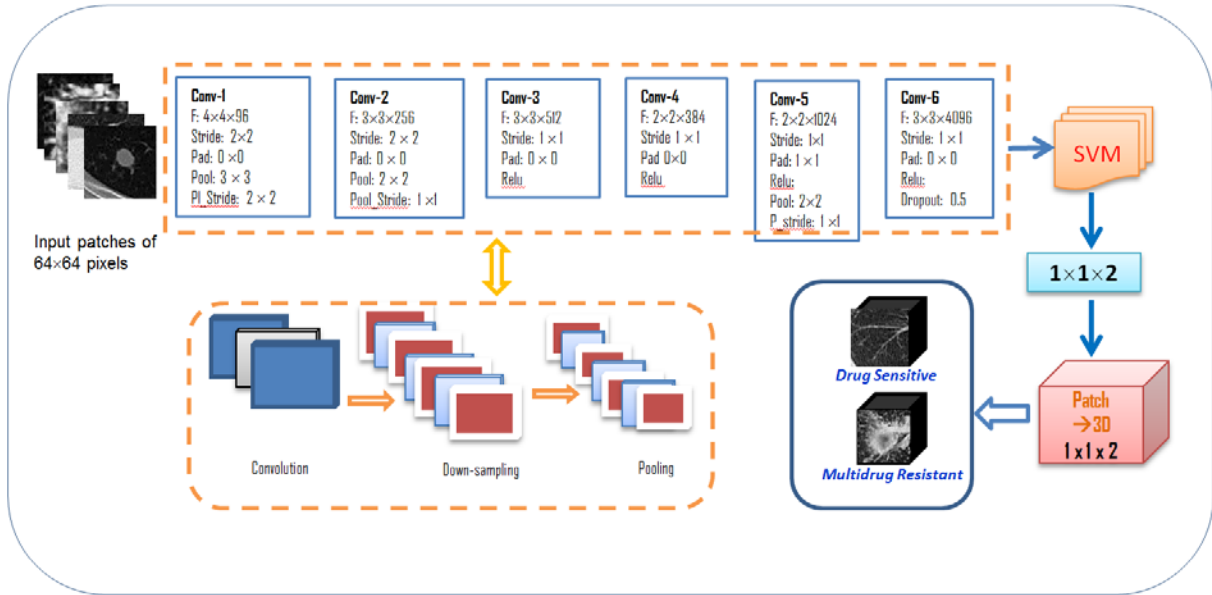 Conv-1
F: 4×4×96
Stride: 2×2
Pad: 0 ×0
Pool: 3 × 3
Pl_Stride: 2 × 2
Conv-2
F: 3×3×256
Stride: 2 × 2
Pad: 0 × 0
Pool: 2 × 2
Pool_Stride: 1 ×1
Conv-3
F: 3×3×512
Stride: 1 × 1
Pad: 0 × 0
Relu
Conv-4
F: 2×2×384
Stride 1 × 1
Pad 0×0
Relu
Conv-5
F: 2×2×1024
Stride: 1×1
Pad: 1 × 1
Relu:
Pool: 2×2
P_stride: 1 ×1
Conv-6
F: 3×3×4096
Stride: 1 × 1
Pad: 0 × 0
Relu:
Dropout: 0.5
SVM
Input patches of
64×64 pixels
1×1×2
Convolution
Down-sampling
Pooling
Drug Sensitive
Multidrug Resistant
Patch
→3D
1 x 1 x 2